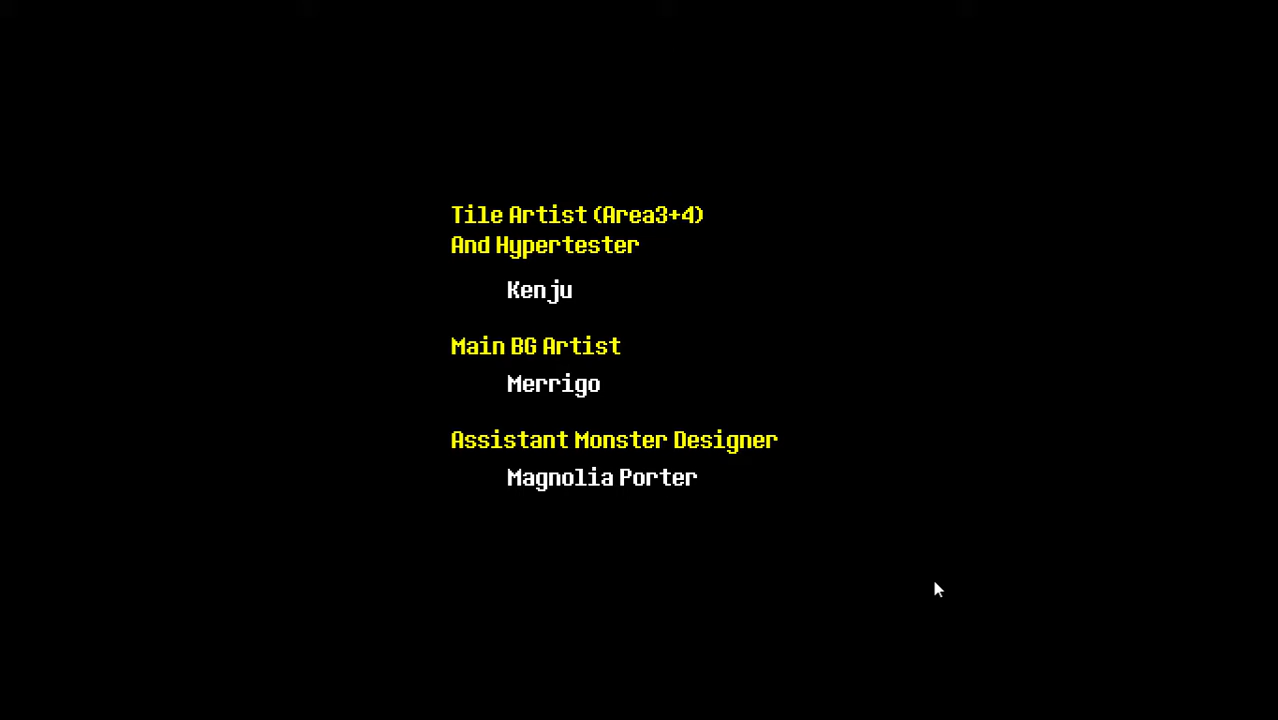 Tile Artist (Area3+4)
And Hypertester
Kenju
Main BG Artist
Merrigo
Assistant Monster Designer
Magnolia Porter